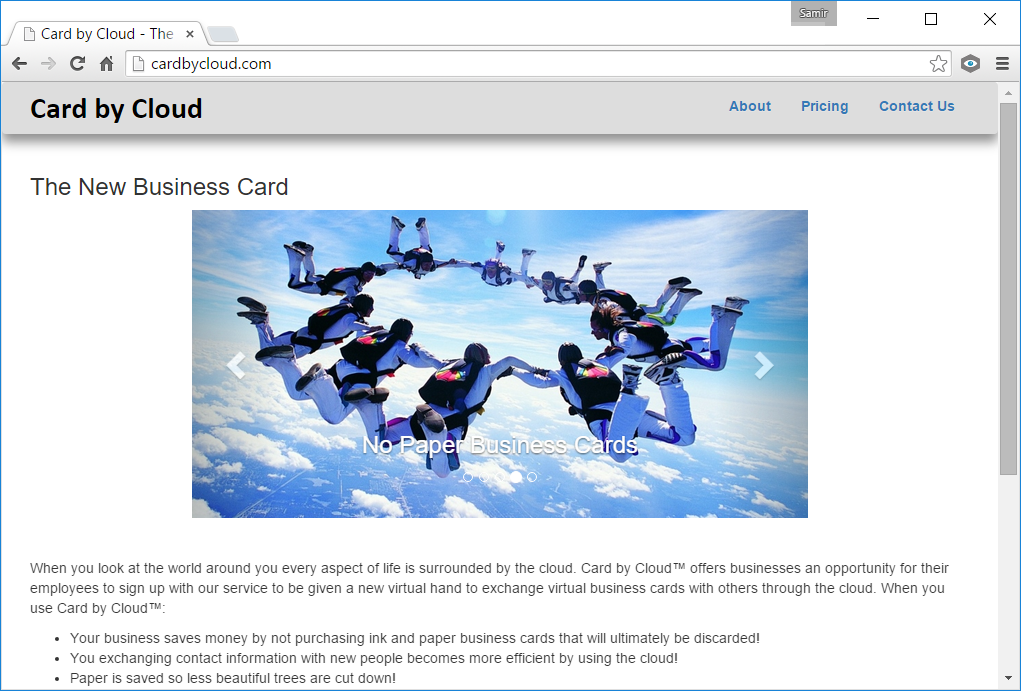 Samir
Card by Cloud - The
cardbycloud.com
Card by Cloud
About Pricing Contact Us
The New Business Card
No Paper Business Cards
When you look at the world around you every aspect of life is surrounded by the cloud. Card by Cloud™ offers businesses an opportunity for their
employees to sign up with our service to be given a new virtual hand to exchange virtual business cards with others through the cloud. When you
use Card by Cloud™:
• Your business saves money by not purchasing ink and paper business cards that will ultimately be discarded!
• You exchanging contact information with new people becomes more efficient by using the cloud!
• Paper is saved so less beautiful trees are cut down!